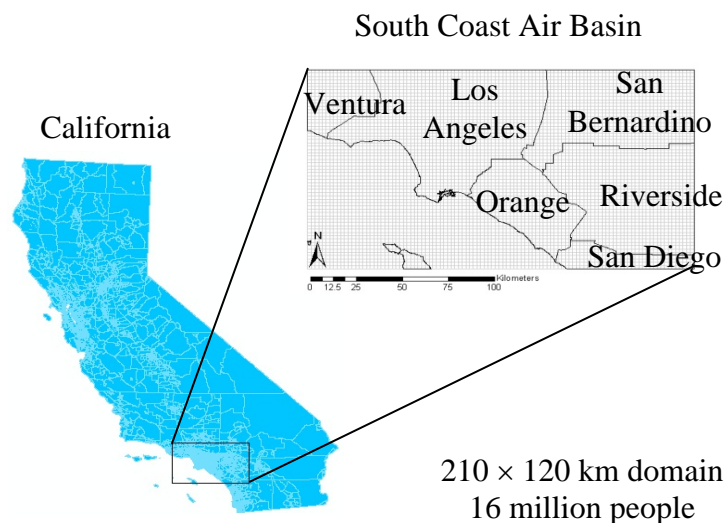 South Coast Air Basin
California
Ventura
Los
Angeles
San
Bernardino
Orange
Riverside
San Diego
N
Kilometers
0 12.5 25 50 75 100
210 × 120 km domain
16 million people